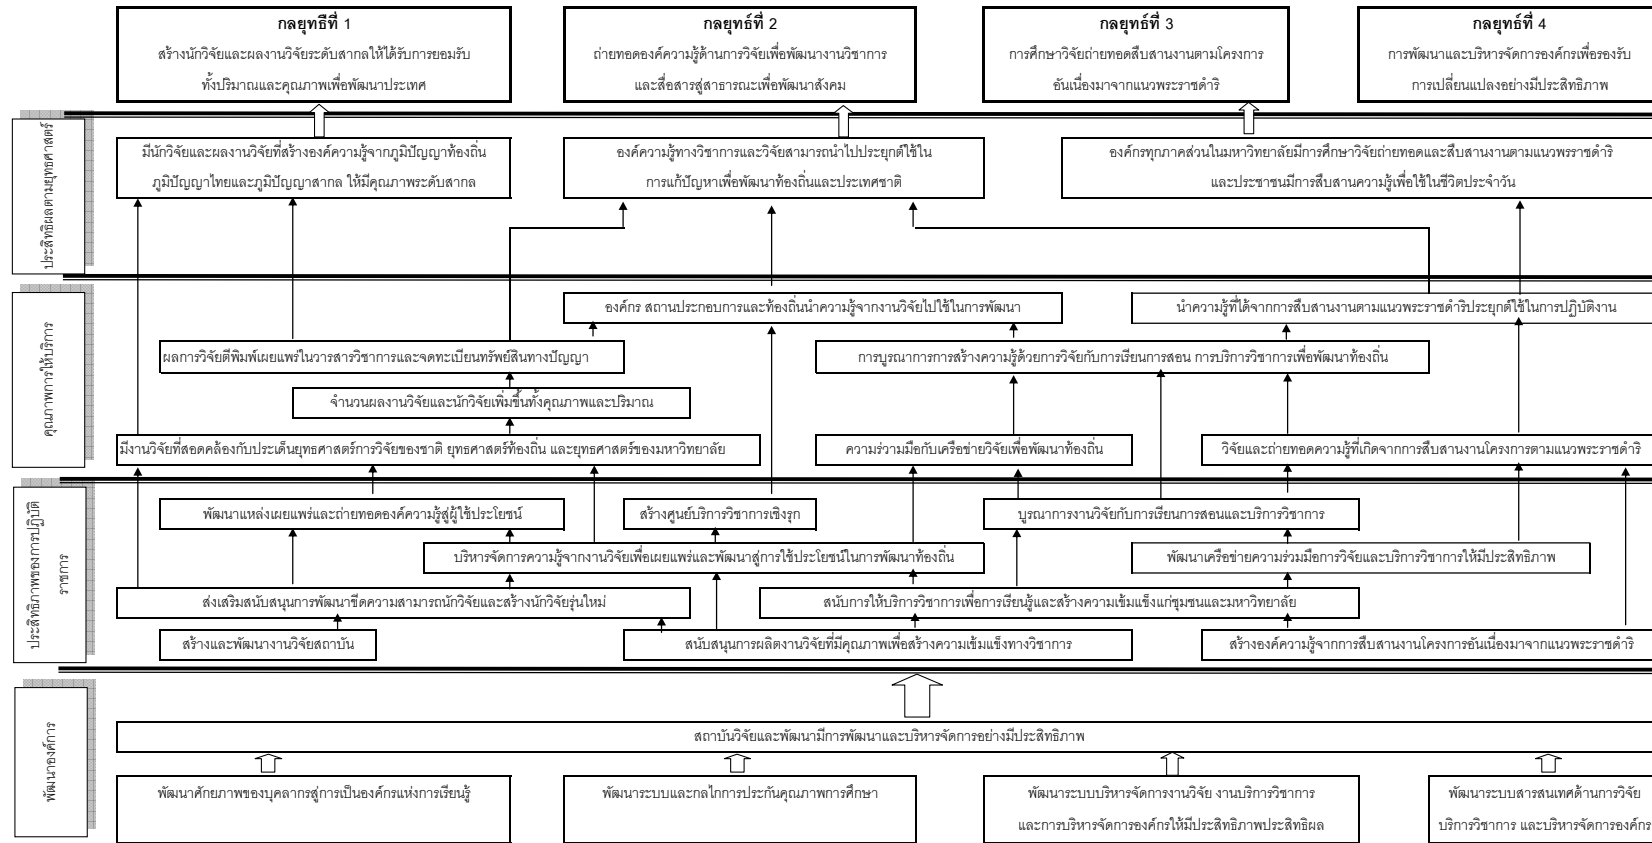 กลยุทธ์ที่ 1
สร้างนักวิจัยและผลงานวิจัยระดับสากลให้ได้รับการยอมรับ
ทั้งปริมาณและคุณภาพเพื่อพัฒนาประเทศ
กลยุทธ์ที่ 2
ถ่ายทอดองค์ความรู้ด้านการวิจัยเพื่อพัฒนางานวิชาการ
และสื่อสารสู่สาธารณะเพื่อพัฒนาสังคม
กลยุทธ์ที่ 3
การศึกษาวิจัยถ่ายทอดสืบสานงานตามโครงการ
อันเนื่องมาจากแนวพระราชดำริ
กลยุทธ์ที่ 4
การพัฒนาและบริหารจัดการองค์กรเพื่อรองรับ
การเปลี่ยนแปลงอย่างมีประสิทธิภาพ
ประสิทธิผลตามยุทธศาสตร์
มีนักวิจัยและผลงานวิจัยที่สร้างองค์ความรู้จากภูมิปัญญาท้องถิ่น
ภูมิปัญญาไทยและภูมิปัญญาสากล ให้มีคุณภาพระดับสากล
องค์ความรู้ทางวิชาการและวิจัยสามารถนำไปประยุกต์ใช้ใน
การแก้ปัญหาเพื่อพัฒนาท้องถิ่นและประเทศชาติ
องค์กรทุกภาคส่วนในมหาวิทยาลัยมีการศึกษาวิจัยถ่ายทอดและสืบสานงานตามแนวพรราชดำริ
และประชาชนมีการสืบสานความรู้เพื่อใช้ในชีวิตประจำวัน
คุณภาพการให้บริการ
องค์กร สถานประกอบการและท้องถิ่นนำความรู้จากงานวิจัยไปใช้ในการพัฒนา
นำความรู้ที่ได้จากการสืบสานงานตามแนวพระราชดำริประยุกต์ใช้ในการปฏิบัติงาน
ผลการวิจัยตีพิมพ์เผยแพร่ในวารสารวิชาการและจดทะเบียนทรัพย์สินทางปัญญา
การบูรณาการการสร้างความรู้ด้วยการวิจัยกับการเรียนการสอน การบริการวิชาการเพื่อพัฒนาท้องถิ่น
จำนวนผลงานวิจัยและนักวิจัยเพิ่มขึ้นทั้งคุณภาพและปริมาณ
มีงานวิจัยที่สอดคล้องกับประเด็นยุทธศาสตร์การวิจัยของชาติ ยุทธศาสตร์ท้องถิ่น และยุทธศาสตร์ของมหาวิทยาลัย
ความร่วมมือกับเครือข่ายวิจัยเพื่อพัฒนาท้องถิ่น
วิจัยและถ่ายทอดความรู้ที่เกิดจากการสืบสานงานโครงการตามแนวพระราชดำริ
ประสิทธิภาพของการปฏิบัติ
ราชการ
พัฒนาแหล่งเผยแพร่และถ่ายทอดองค์ความรู้สู่ผู้ใช้ประโยชน์
สร้างศูนย์บริการวิชาการเชิงรุก
บูรณาการงานวิจัยกับการเรียนการสอนและบริการวิชาการ
บริหารจัดการความรู้จากงานวิจัยเพื่อเผยแพร่และพัฒนาสู่การใช้ประโยชน์ในการพัฒนาท้องถิ่น
พัฒนาเครือข่ายความร่วมมือการวิจัยและบริการวิชาการให้มีประสิทธิภาพ
ส่งเสริมสนับสนุนการพัฒนาขีดความสามารถนักวิจัยและสร้างนักวิจัยรุ่นใหม่
สนับการให้บริการวิชาการเพื่อการเรียนรู้และสร้างความเข้มแข็งแก่ชุมชนและมหาวิทยาลัย
สร้างและพัฒนางานวิจัยสถาบัน
สนับสนุนการผลิตงานวิจัยที่มีคุณภาพเพื่อสร้างความเข้มแข็งทางวิชาการ
สร้างองค์ความรู้จากการสืบสานงานโครงการอันเนื่องมาจากแนวพระราชดำริ
พัฒนาองค์การ
สถาบันวิจัยและพัฒนามีการพัฒนาและบริหารจัดการอย่างมีประสิทธิภาพ
พัฒนาศักยภาพของบุคลากรสู่การเป็นองค์กรแห่งการเรียนรู้
พัฒนาระบบและกลไกการประกันคุณภาพการศึกษา
พัฒนาระบบบริหารจัดการงานวิจัย งานบริการวิชาการ
และการบริหารจัดการองค์กรให้มีประสิทธิภาพประสิทธิผล
พัฒนาระบบสารสนเทศด้านการวิจัย
บริการวิชาการ และบริหารจัดการองค์กร